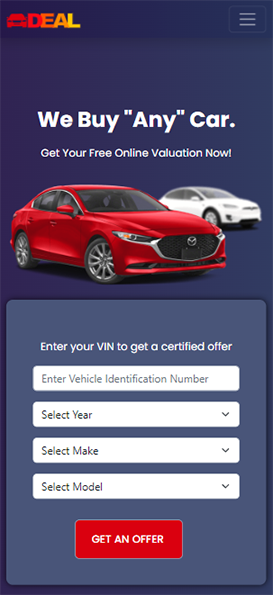 DEAL
We Buy "Any" Car.
Get Your Free Online Valuation Now!
Enter your VIN to get a certified offer
Enter Vehicle Identification Number
Select Year
Select Make
Select Model
GET AN OFFER